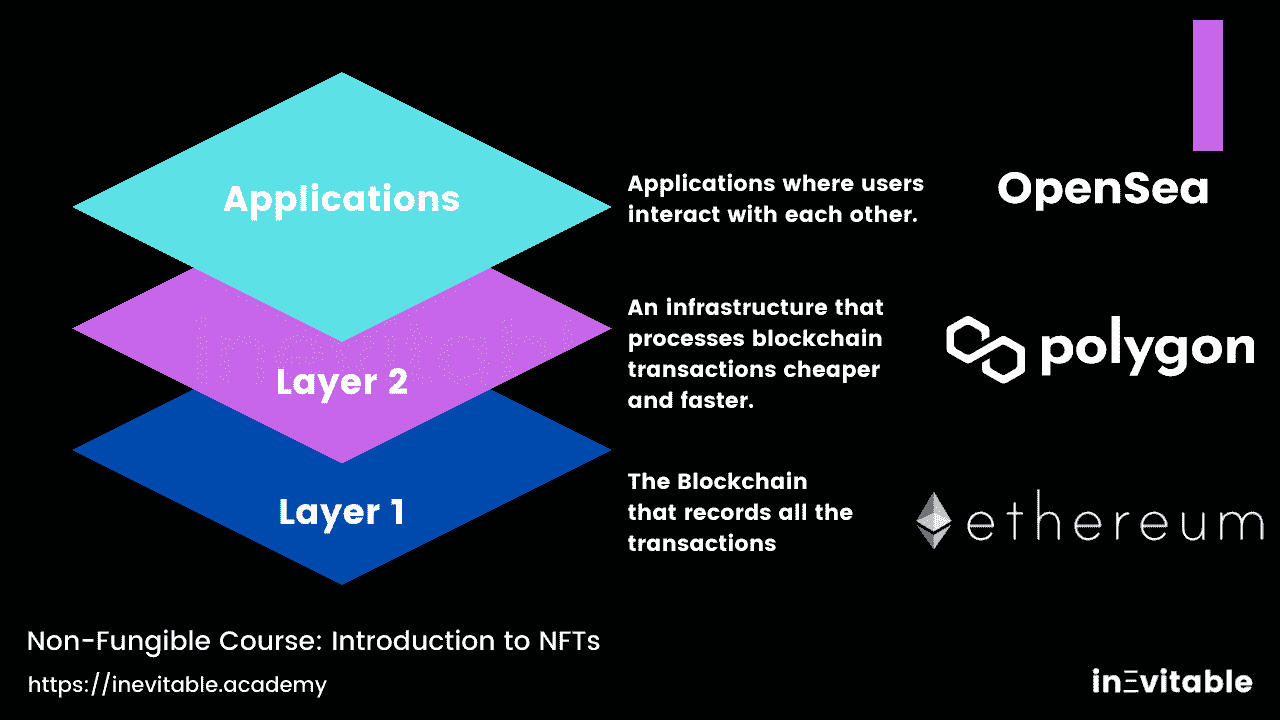 Applications
Applications where users
interact with each other.
OpenSea
Layer 2
An infrastructure that
processes blockchain
transactions cheaper
and faster.
polygon
Layer 1
The Blockchain
that records all the
transactions
ethereum
Non-Fungible Course: Introduction to NFTs
https://inevitable.academy
inΞvitable